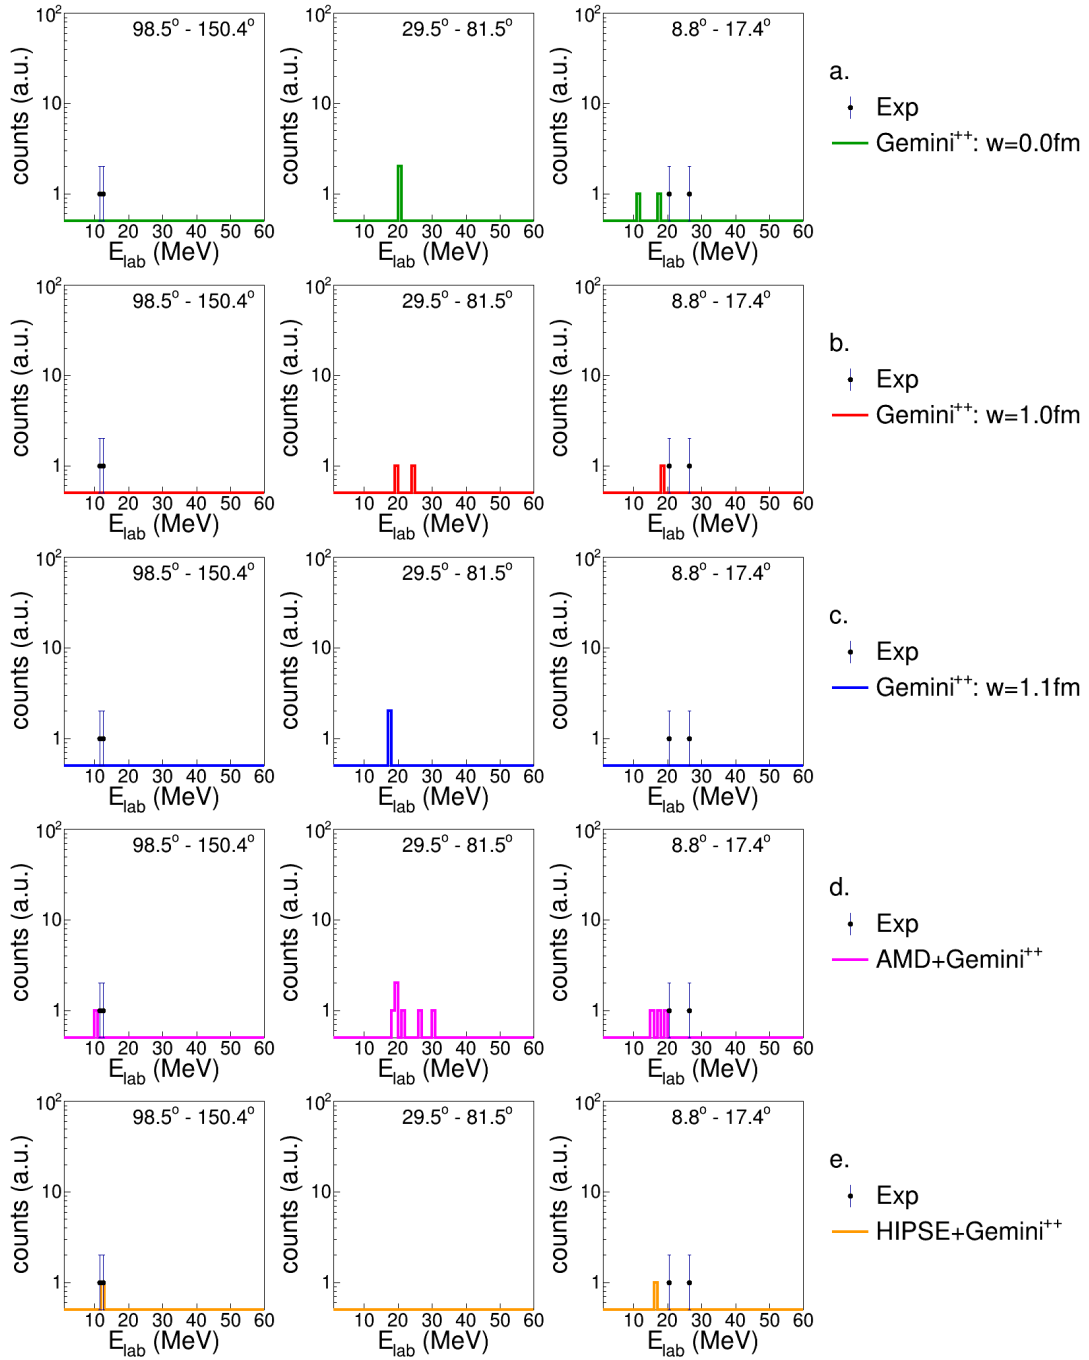 98.5° - 150.4°
counts (a.u.)
10²
10
1
10 20 30 40 50 60
E_lab (MeV)
29.5° - 81.5°
counts (a.u.)
10²
10
1
10 20 30 40 50 60
E_lab (MeV)
8.8° - 17.4°
counts (a.u.)
10²
10
1
10 20 30 40 50 60
E_lab (MeV)
a.
Exp
Gemini⁺⁺: w=0.0fm
98.5° - 150.4°
counts (a.u.)
10²
10
1
10 20 30 40 50 60
E_lab (MeV)
29.5° - 81.5°
counts (a.u.)
10²
10
1
10 20 30 40 50 60
E_lab (MeV)
8.8° - 17.4°
counts (a.u.)
10²
10
1
10 20 30 40 50 60
E_lab (MeV)
b.
Exp
Gemini⁺⁺: w=1.0fm
98.5° - 150.4°
counts (a.u.)
10²
10
1
10 20 30 40 50 60
E_lab (MeV)
29.5° - 81.5°
counts (a.u.)
10²
10
1
10 20 30 40 50 60
E_lab (MeV)
8.8° - 17.4°
counts (a.u.)
10²
10
1
10 20 30 40 50 60
E_lab (MeV)
c.
Exp
Gemini⁺⁺: w=1.1fm
98.5° - 150.4°
counts (a.u.)
10²
10
1
10 20 30 40 50 60
E_lab (MeV)
29.5° - 81.5°
counts (a.u.)
10²
10
1
10 20 30 40 50 60
E_lab (MeV)
8.8° - 17.4°
counts (a.u.)
10²
10
1
10 20 30 40 50 60
E_lab (MeV)
d.
Exp
AMD+Gemini⁺⁺
98.5° - 150.4°
counts (a.u.)
10²
10
1
10 20 30 40 50 60
E_lab (MeV)
29.5° - 81.5°
counts (a.u.)
10²
10
1
10 20 30 40 50 60
E_lab (MeV)
8.8° - 17.4°
counts (a.u.)
10²
10
1
10 20 30 40 50 60
E_lab (MeV)
e.
Exp
HIPSE+Gemini⁺⁺